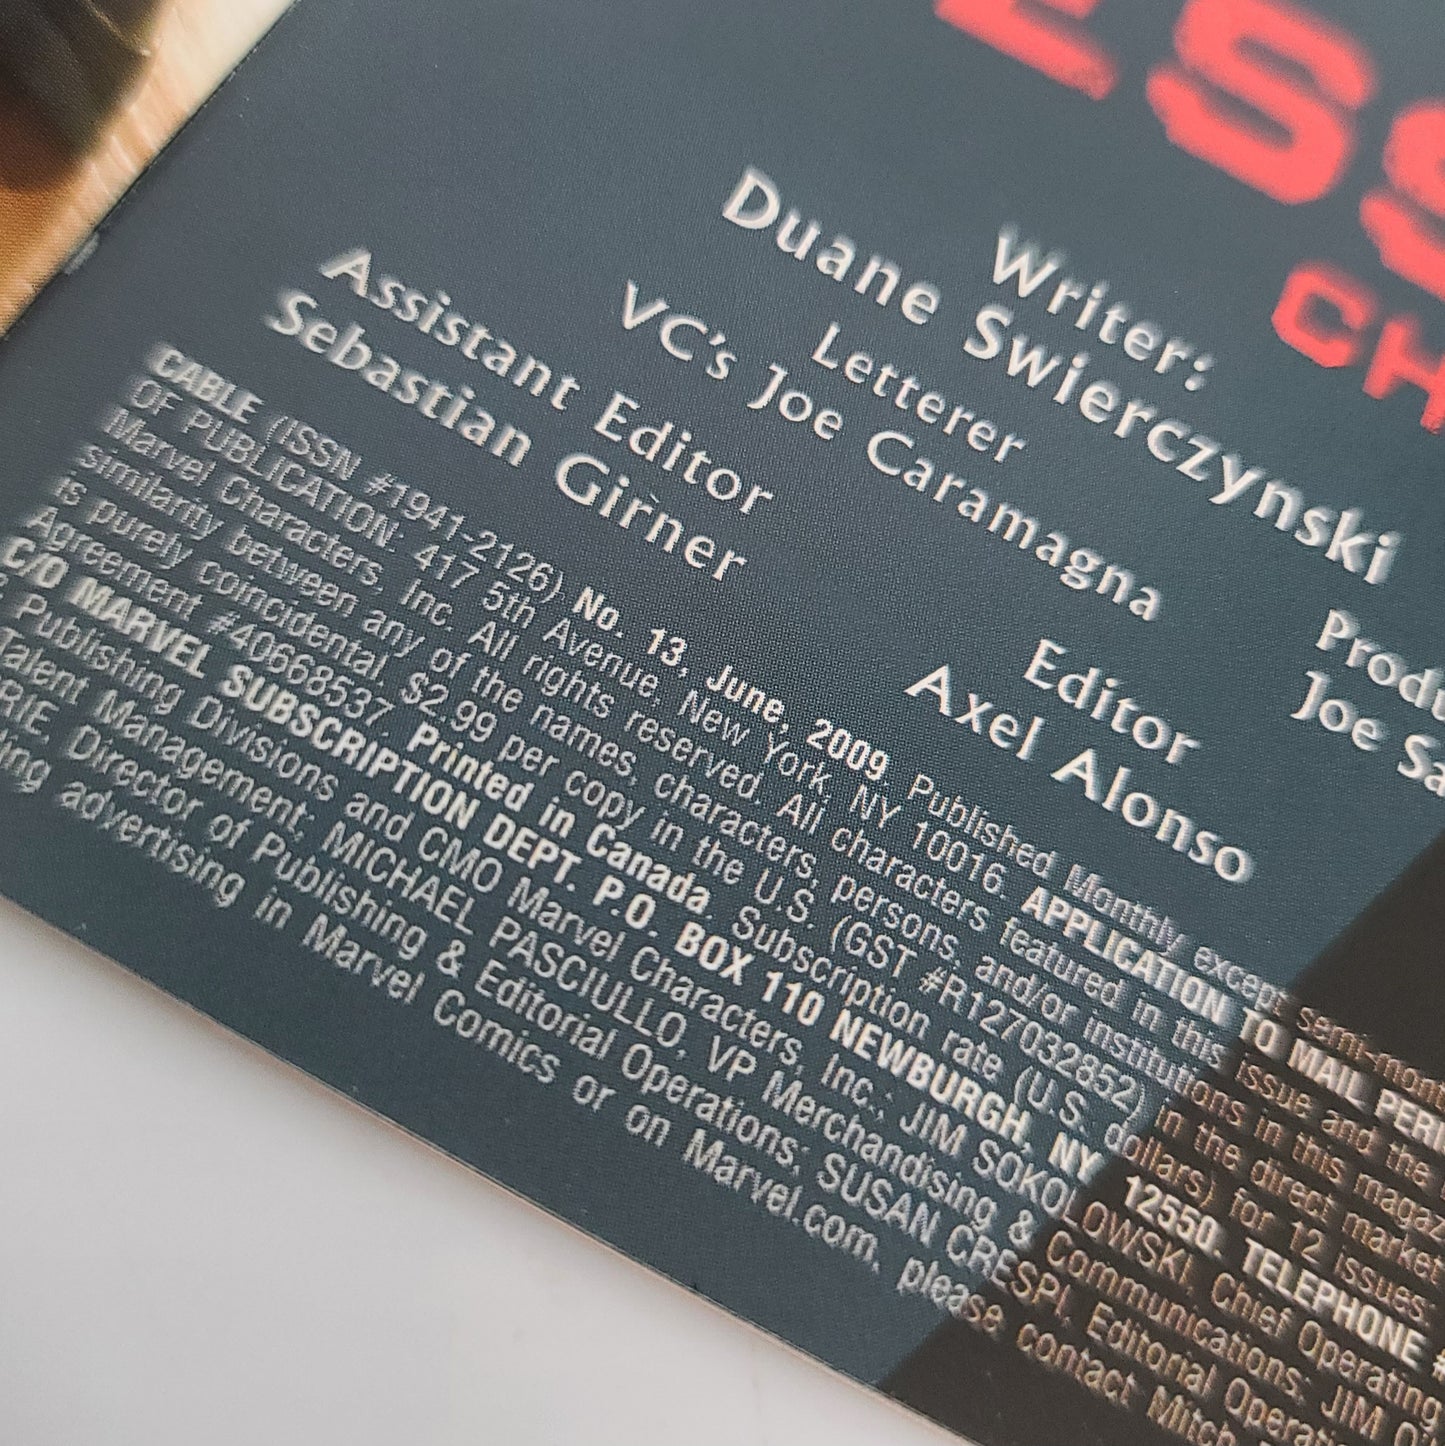 ESS
CH
Writer:
Duane Swierczynski
Letterer
VC's Joe Caramagna
Assistant Editor
Sebastian Girner
Editor
Axel Alonso
Produ
Joe Sa
CABLE (ISSN #1941-2126) No. 13, June, 2009. Published Monthly except semi-mont
OF PUBLICATION: 417 5th Avenue, New York, NY 10016. APPLICATION TO MAIL PERI
Marvel Characters, Inc. All rights reserved. All characters featured in this issue and the
similarity between any of the names, characters, persons, and/or institutions in this magaz
is purely coincidental. $2.99 per copy in the U.S. (GST #R127032852) in the direct market
Agreement #40668537. Printed in Canada. Subscription rate (U.S. dollars) for 12 issues:
C/O MARVEL SUBSCRIPTION DEPT. P.O. BOX 110 NEWBURGH, NY 12550. TELEPHONE #
Publishing Divisions and CMO Marvel Characters, Inc.; JIM SOKOLOWSKI, Chief Operating
Talent Management; MICHAEL PASCIULLO, VP Merchandising & Communications; JIM O'
RIE, Director of Publishing & Editorial Operations; SUSAN CRESPI, Editorial Operati
ing advertising in Marvel Comics or on Marvel.com, please contact Mitch